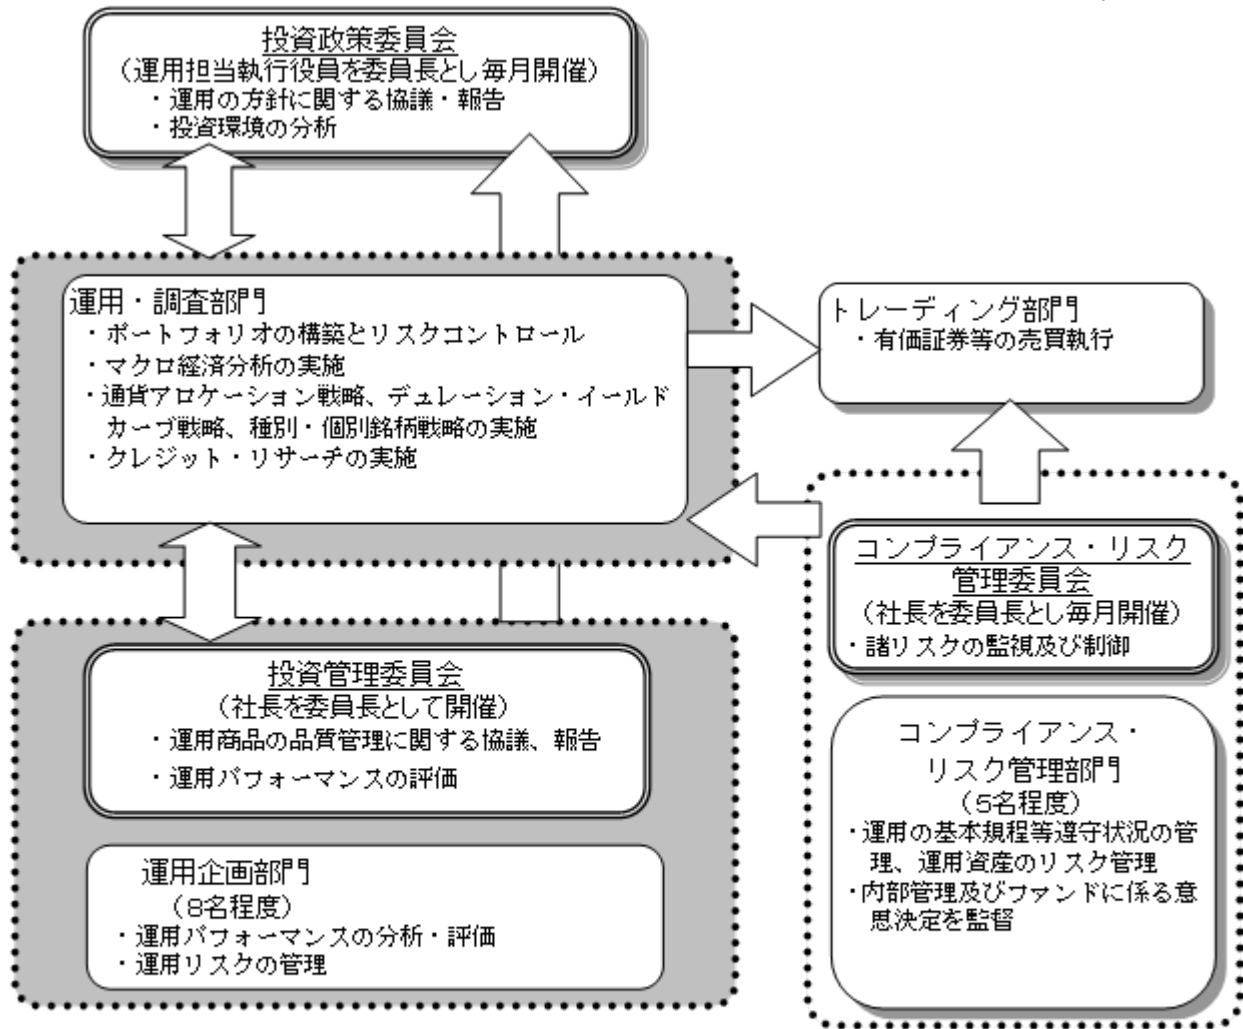 投資政策委員会
（運用担当執行役員を委員長とし毎月開催）
・運用の方針に関する協議・報告
・投資環境の分析
運用・調査部門
・ポートフォリオの構築とリスクコントロール
・マクロ経済分析の実施
・通貨アロケーション戦略、デュレーション・イールド
カーブ戦略、種別・個別銘柄戦略の実施
・クレジット・リサーチの実施
トレーディング部門
・有価証券等の売買執行
コンプライアンス・リスク
管理委員会
（社長を委員長とし毎月開催）
・諸リスクの監視及び制御
投資管理委員会
（社長を委員長として開催）
・運用商品の品質管理に関する協議、報告
・運用パフォーマンスの評価
コンプライアンス・
リスク管理部門
（5名程度）
・運用の基本規程等遵守状況の管
理、運用資産のリスク管理
・内部管理及びファンドに係る意
思決定を監督
運用企画部門
（8名程度）
・運用パフォーマンスの分析・評価
・運用リスクの管理